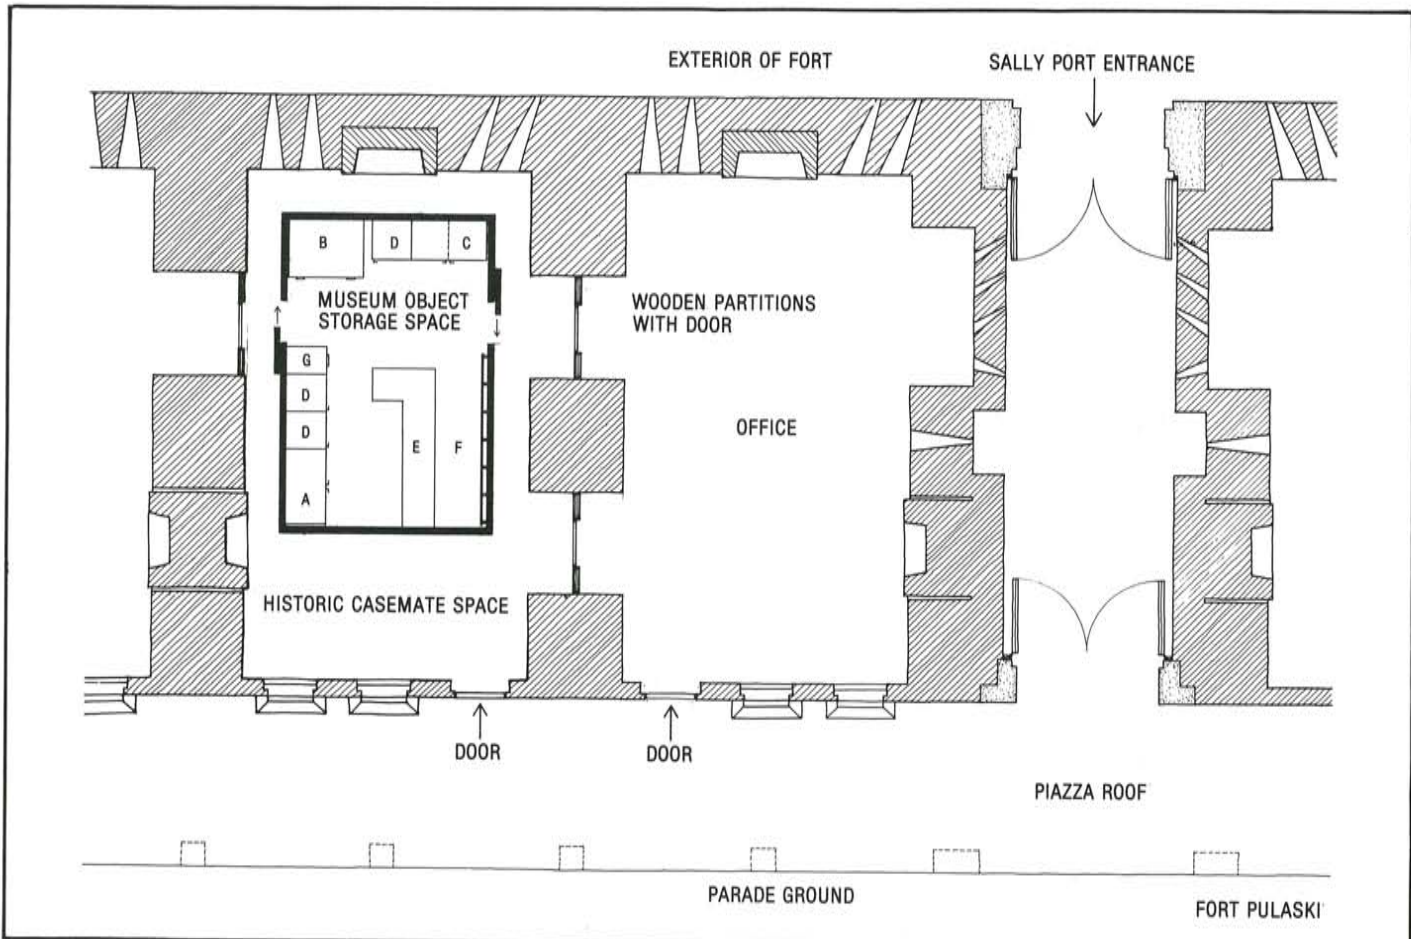 EXTERIOR OF FORT
SALLY PORT ENTRANCE
B
D
C
MUSEUM OBJECT
STORAGE SPACE
WOODEN PARTITIONS
WITH DOOR
G
D
D
A
E
F
OFFICE
HISTORIC CASEMATE SPACE
DOOR
DOOR
PIAZZA ROOF
PARADE GROUND
FORT PULASKI